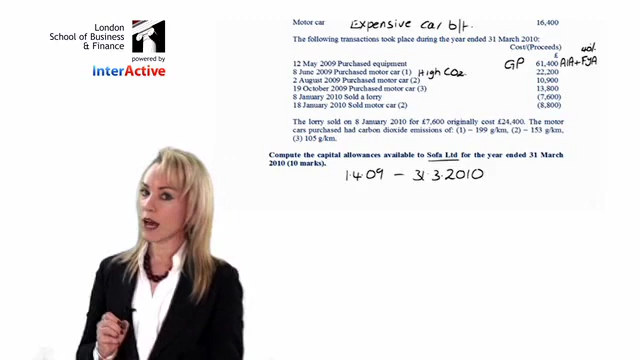 London
School of Business
& Finance
powered by
InterActive
Motor car Expensive car b/f. 16,400
The following transactions took place during the year ended 31 March 2010:
Cost/(Proceeds)
£
12 May 2009 Purchased equipment GP 61,400 AIA + FYA
8 June 2009 Purchased motor car (1) High CO2 22,200
2 August 2009 Purchased motor car (2) 10,900
19 October 2009 Purchased motor car (3) 13,800
8 January 2010 Sold a lorry (7,600)
18 January 2010 Sold motor car (2) (8,800)
The lorry sold on 8 January 2010 for £7,600 originally cost £24,400. The motor
cars purchased had carbon dioxide emissions of: (1) – 199 g/km, (2) – 153 g/km,
(3) 105 g/km.
Compute the capital allowances available to Sofa Ltd for the year ended 31 March
2010 (10 marks).
1.4.09 – 31.3.2010